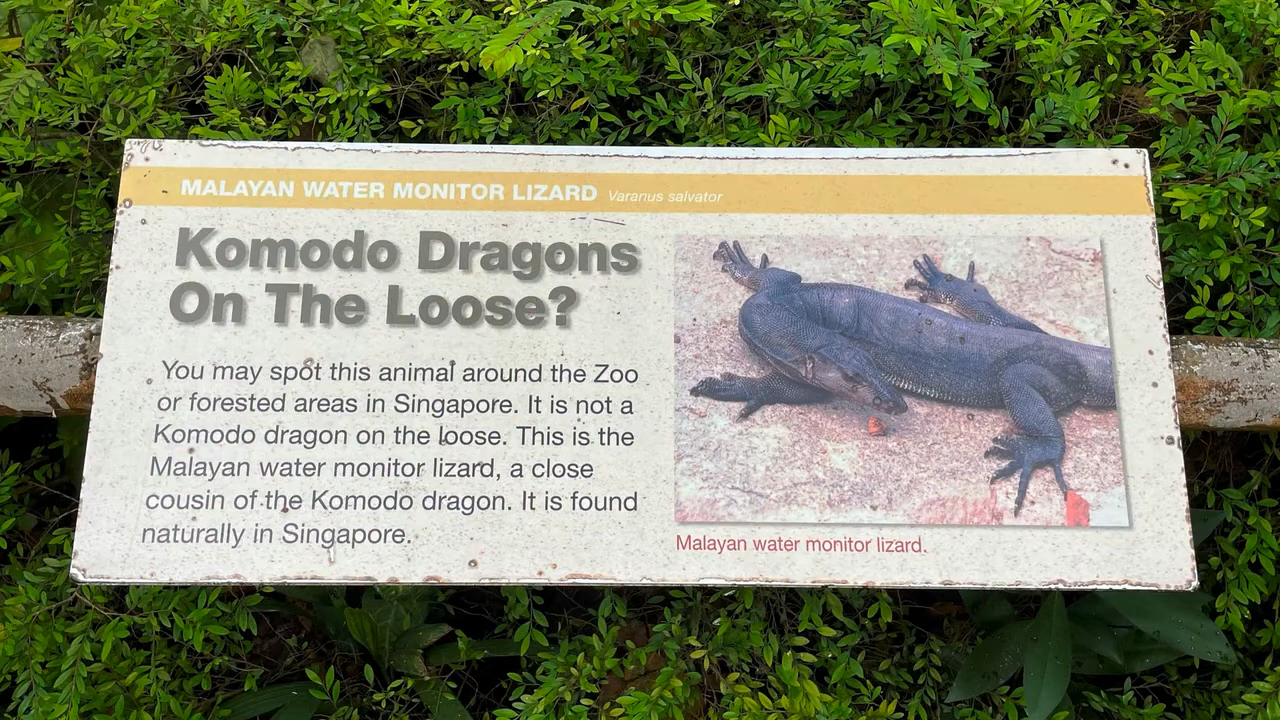 MALAYAN WATER MONITOR LIZARD Varanus salvator
Komodo Dragons
On The Loose?
You may spot this animal around the Zoo
or forested areas in Singapore. It is not a
Komodo dragon on the loose. This is the
Malayan water monitor lizard, a close
cousin of the Komodo dragon. It is found
naturally in Singapore.
Malayan water monitor lizard.